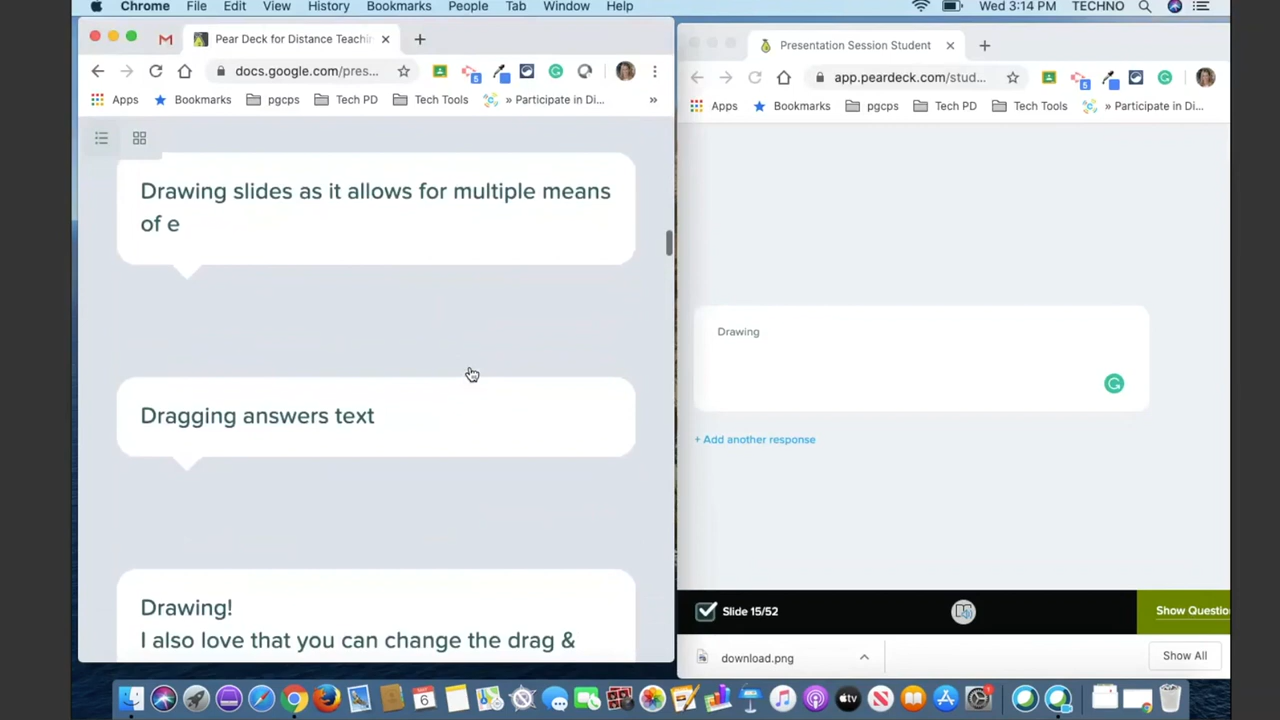 Chrome File Edit View History Bookmarks People Tab Window Help Wed 3:14 PM TECHNO
Pear Deck for Distance Teachin
docs.google.com/pres...
Apps Bookmarks pgcps Tech PD Tech Tools » Participate in Di... »
Drawing slides as it allows for multiple means
of e
Dragging answers text
Drawing!
I also love that you can change the drag &
Presentation Session Student
app.peardeck.com/stud...
Apps Bookmarks pgcps Tech PD Tech Tools » Participate in Di...
Drawing
+ Add another response
Slide 15/52
Show Questio
download.png
Show All